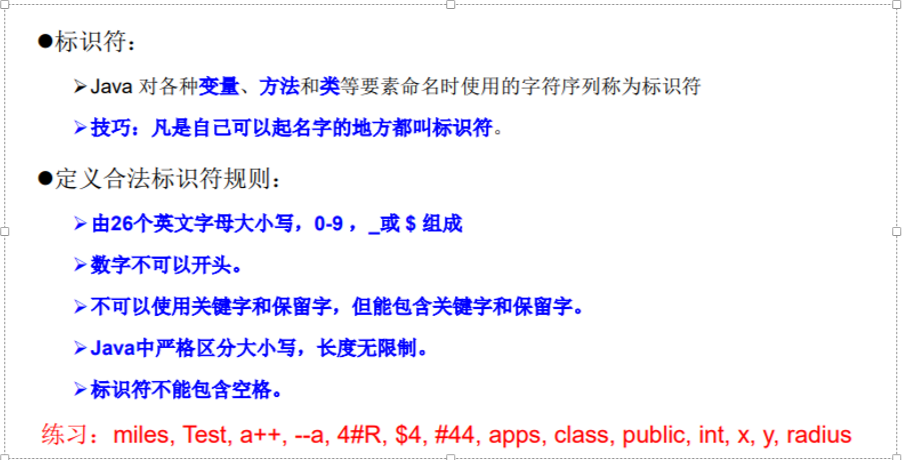 ●标识符：
➢Java 对各种变量、方法和类等要素命名时使用的字符序列称为标识符
➢技巧：凡是自己可以起名字的地方都叫标识符。
●定义合法标识符规则：
➢由26个英文字母大小写，0-9 ，_或 $ 组成
➢数字不可以开头。
➢不可以使用关键字和保留字，但能包含关键字和保留字。
➢Java中严格区分大小写，长度无限制。
➢标识符不能包含空格。
练习：miles, Test, a++, --a, 4#R, $4, #44, apps, class, public, int, x, y, radius